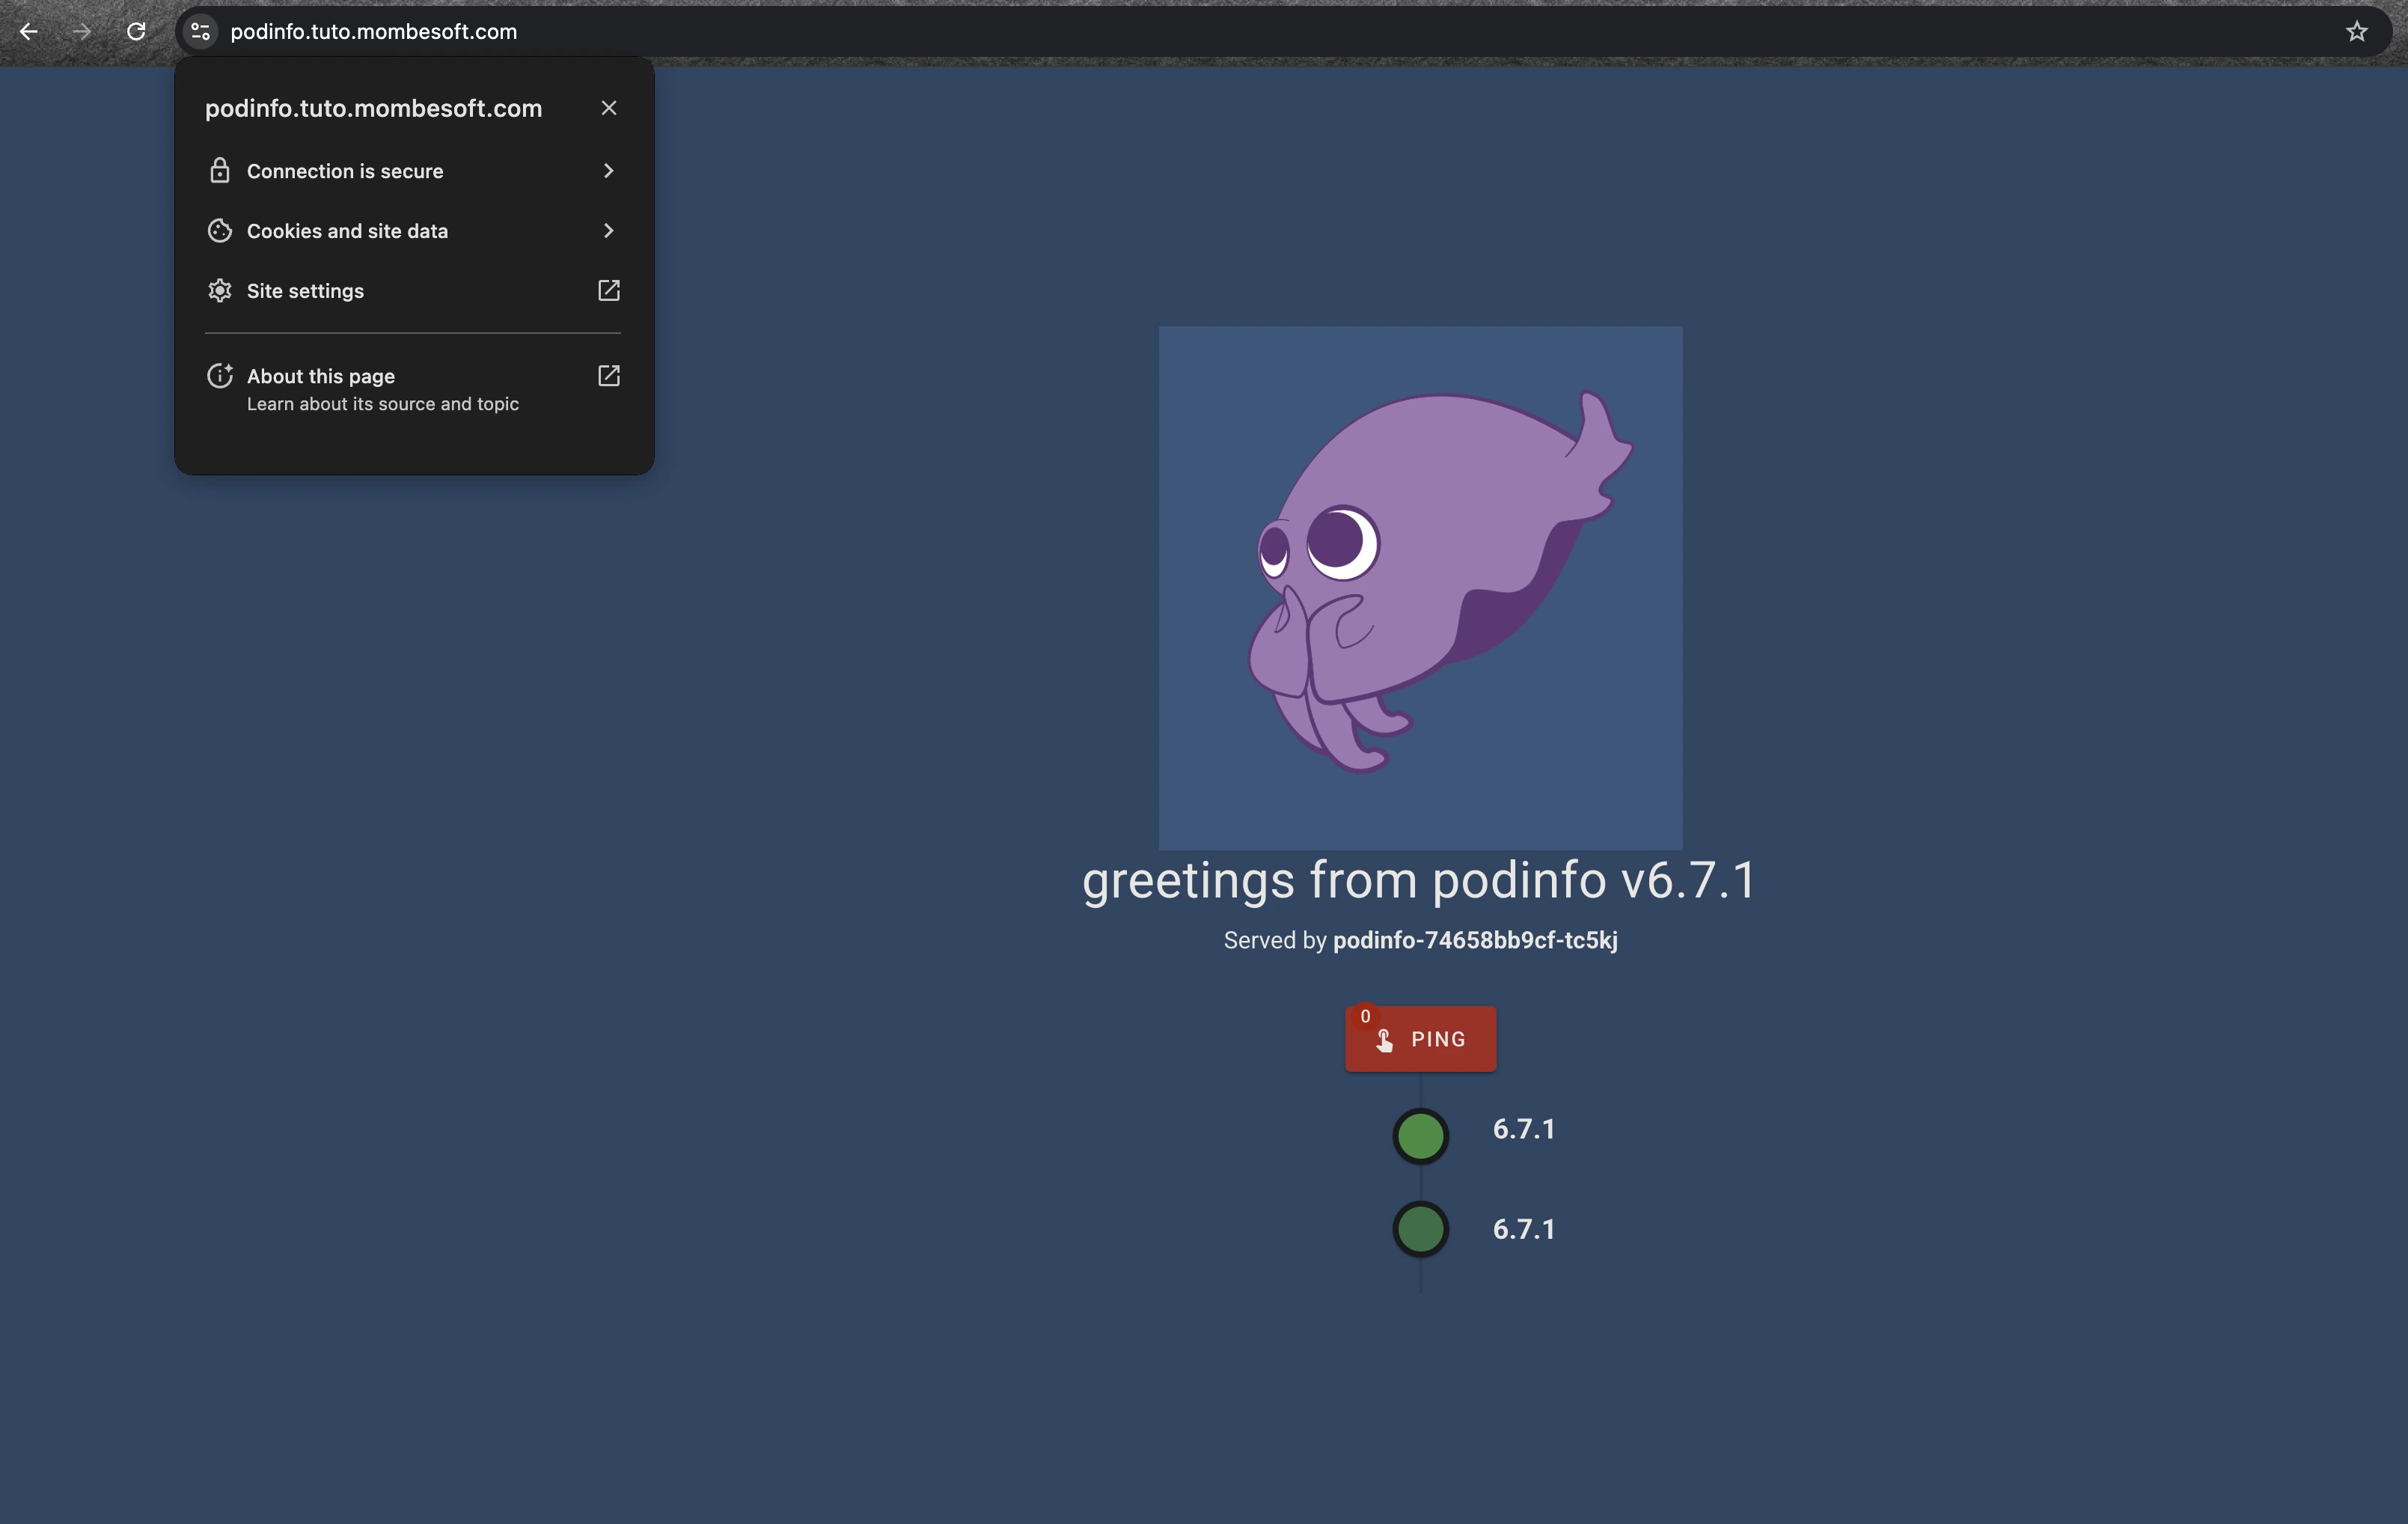 podinfo.tuto.mombesoft.com
podinfo.tuto.mombesoft.com
Connection is secure
Cookies and site data
Site settings
About this page
Learn about its source and topic
greetings from podinfo v6.7.1
Served by podinfo-74658bb9cf-tc5kj
0
PING
6.7.1
6.7.1